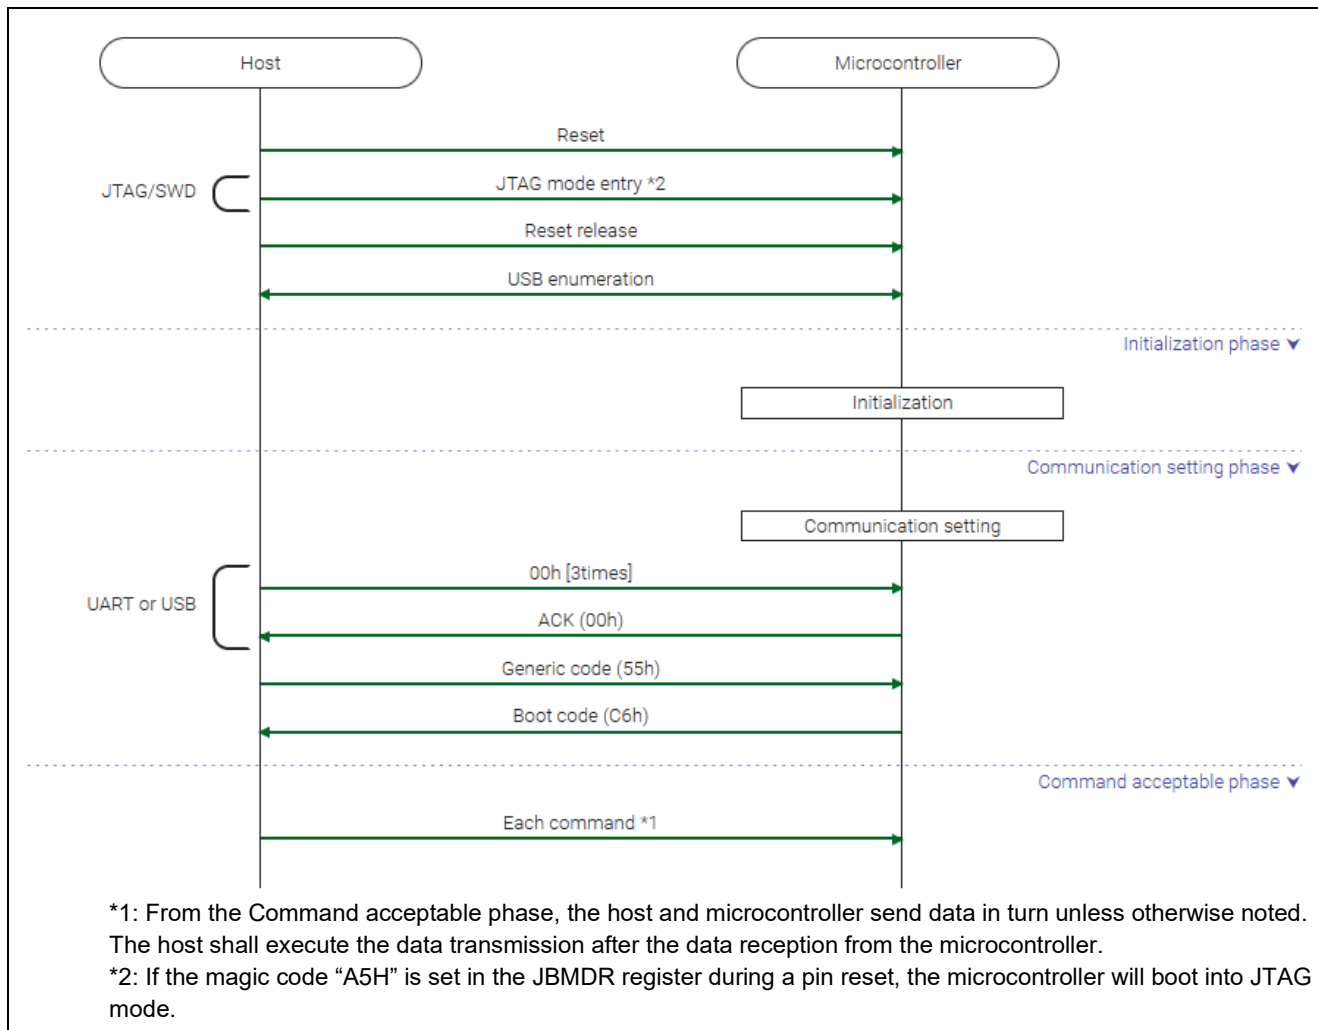 Host
Microcontroller
Reset
JTAG/SWD
JTAG mode entry *2
Reset release
USB enumeration
Initialization phase
Initialization
Communication setting phase
Communication setting
UART or USB
00h [3times]
ACK (00h)
Generic code (55h)
Boot code (C6h)
Command acceptable phase
Each command *1
*1: From the Command acceptable phase, the host and microcontroller send data in turn unless otherwise noted.
The host shall execute the data transmission after the data reception from the microcontroller.
*2: If the magic code “A5H” is set in the JBMDR register during a pin reset, the microcontroller will boot into JTAG
mode.